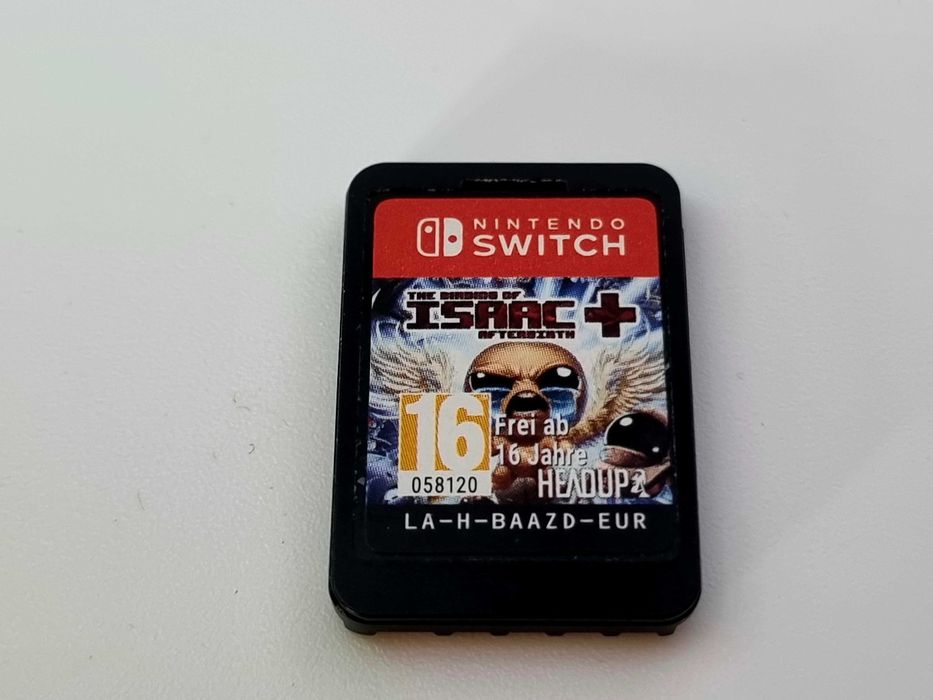 NINTENDO
SWITCH
THE BINDING OF
ISAAC +
AFTERBIRTH
16
058120
Frei ab
16 Jahre
HEADUP
LA-H-BAAZD-EUR